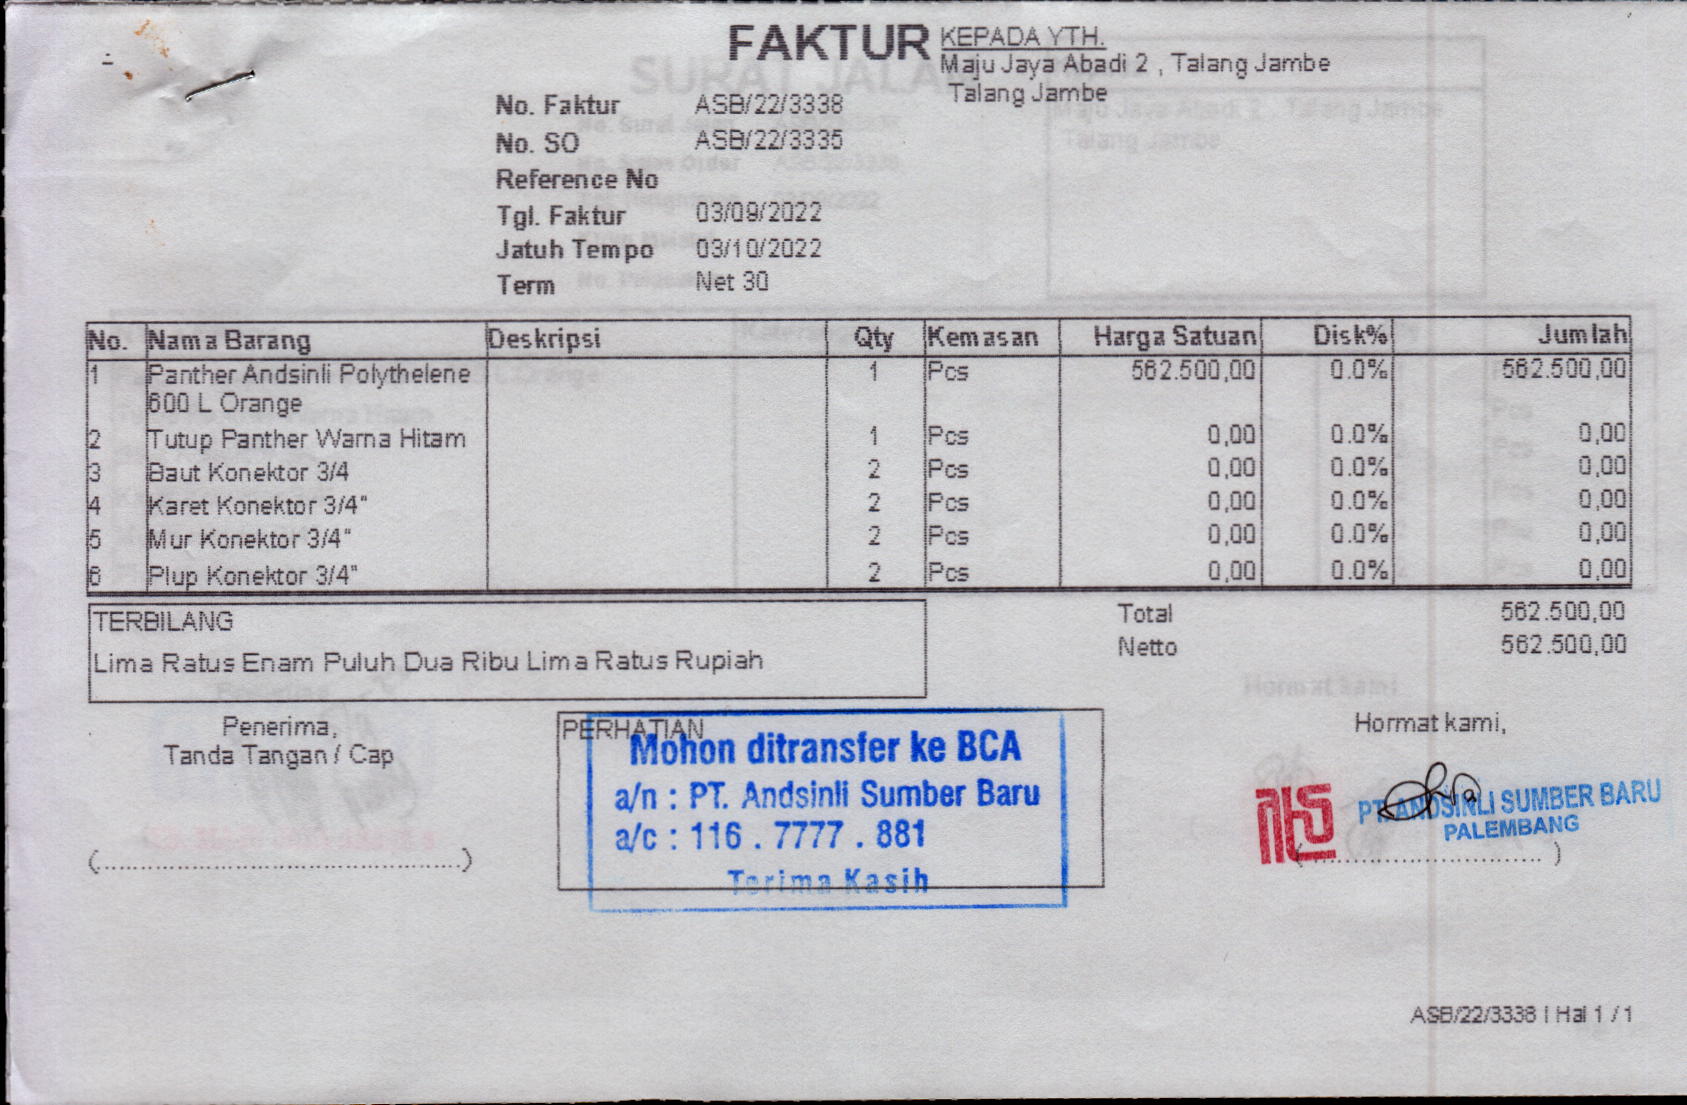 FAKTUR
KEPADA YTH.
Maju Jaya Abadi 2 , Talang Jambe
Talang Jambe
No. Faktur ASB/22/3338
No. SO ASB/22/3335
Reference No
Tgl. Faktur 03/09/2022
Jatuh Tempo 03/10/2022
Term Net 30
No. Nama Barang Deskripsi Qty Kemasan Harga Satuan Disk% Jumlah
1 Panther Andsinli Polythelene 1 Pcs 562.500,00 0.0% 562.500,00
600 L Orange
2 Tutup Panther Warna Hitam 1 Pcs 0,00 0.0% 0,00
3 Baut Konektor 3/4 2 Pcs 0,00 0.0% 0,00
4 Karet Konektor 3/4" 2 Pcs 0,00 0.0% 0,00
5 Mur Konektor 3/4" 2 Pcs 0,00 0.0% 0,00
6 Plup Konektor 3/4" 2 Pcs 0,00 0.0% 0,00
TERBILANG
Lima Ratus Enam Puluh Dua Ribu Lima Ratus Rupiah
Total 562.500,00
Netto 562.500,00
Penerima,
Tanda Tangan / Cap
(..................................................)
PERHATIAN
Mohon ditransfer ke BCA
a/n : PT. Andsinli Sumber Baru
a/c : 116 . 7777 . 881
Terima Kasih
Hormat kami,
PT. ANDSINLI SUMBER BARU
PALEMBANG
(................................)
ASB/22/3338 | Hal 1 / 1